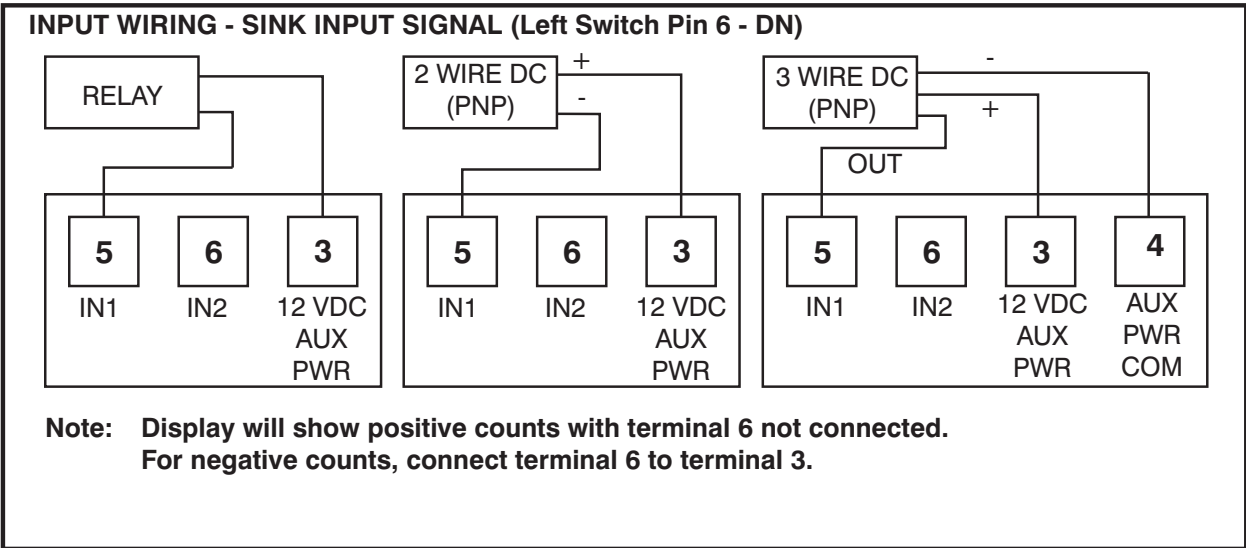 INPUT WIRING - SINK INPUT SIGNAL (Left Switch Pin 6 - DN)
RELAY
5
6
3
IN1
IN2
12 VDC
AUX
PWR
2 WIRE DC
(PNP)
+
-
5
6
3
IN1
IN2
12 VDC
AUX
PWR
3 WIRE DC
(PNP)
-
+
OUT
5
6
3
4
IN1
IN2
12 VDC
AUX
PWR
AUX
PWR
COM
Note: Display will show positive counts with terminal 6 not connected.
For negative counts, connect terminal 6 to terminal 3.